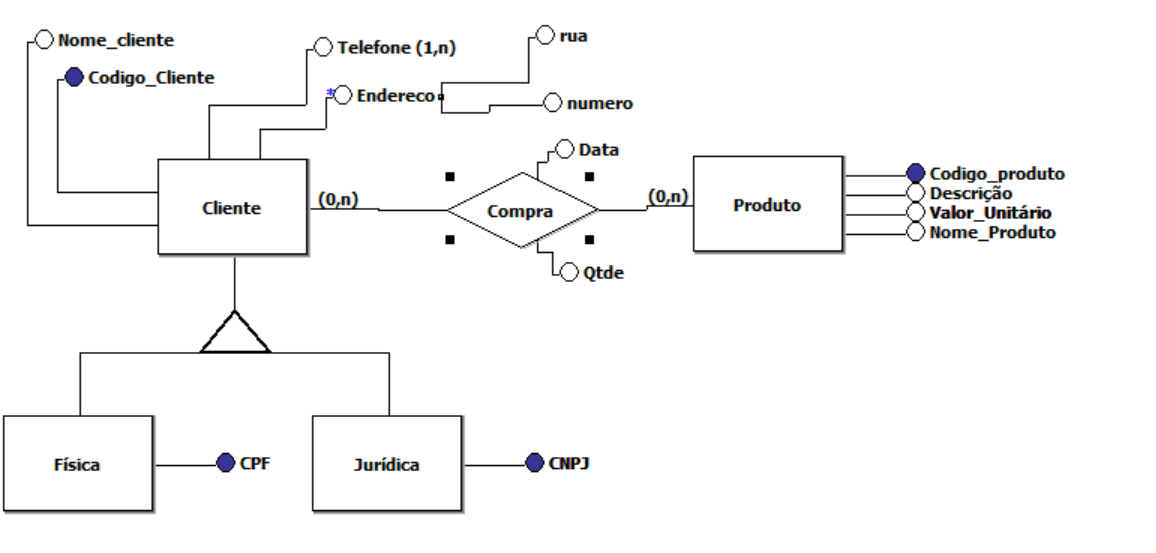 Nome_cliente
Codigo_Cliente
Telefone (1,n)
*Endereco
rua
numero
Data
Cliente
(0,n)
Compra
(0,n)
Produto
Codigo_produto
Descrição
Valor_Unitário
Nome_Produto
Qtde
Física
CPF
Jurídica
CNPJ